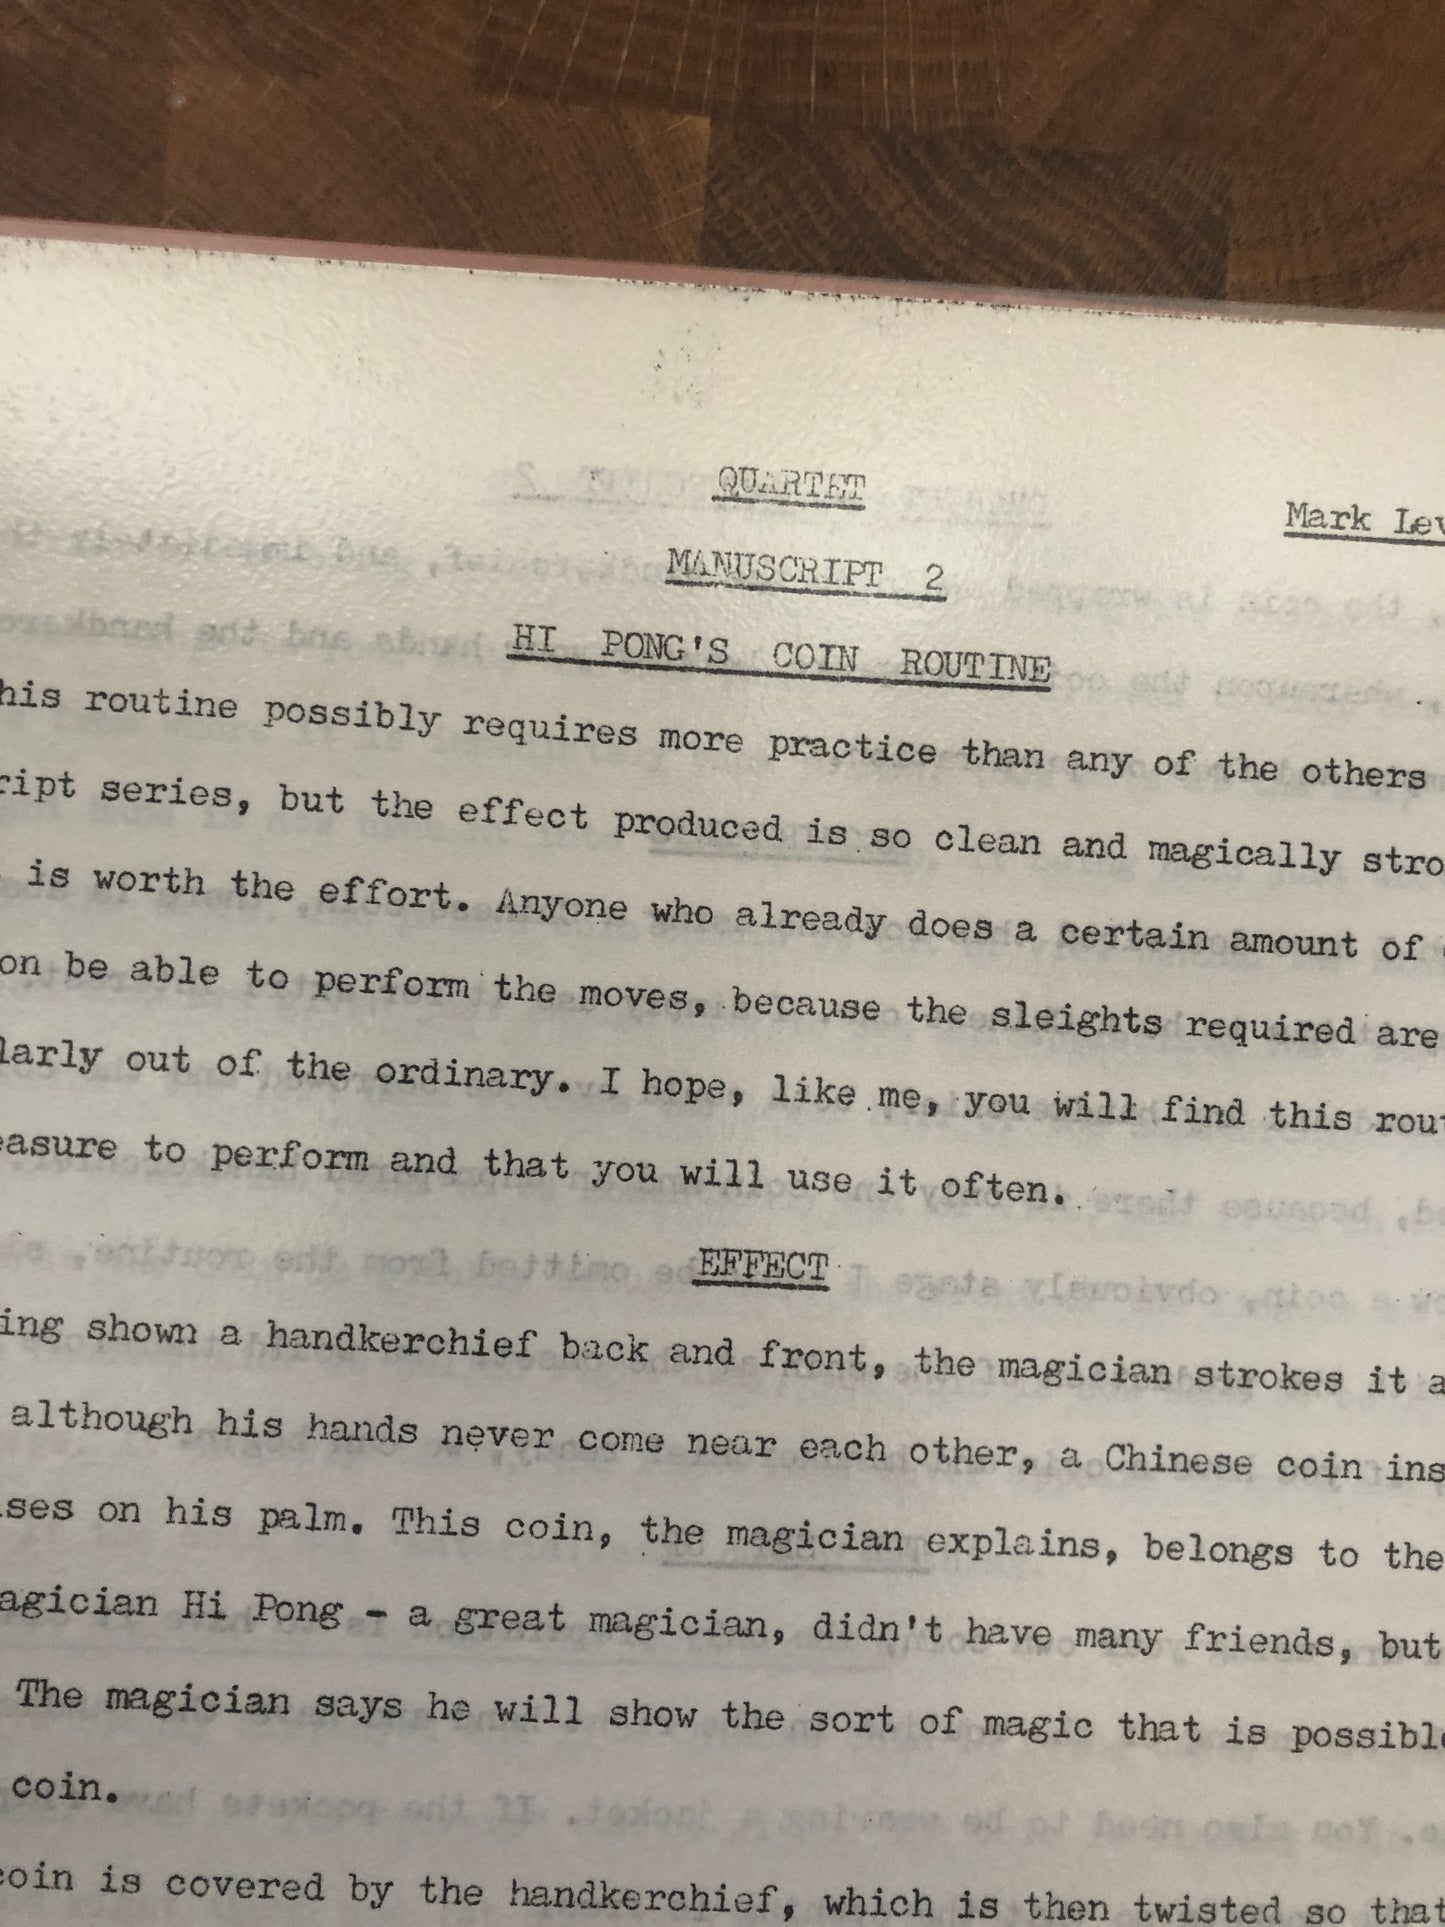 QUARTET
Mark Lev
MANUSCRIPT 2
HI PONG'S COIN ROUTINE
his routine possibly requires more practice than any of the others
ript series, but the effect produced is so clean and magically stro
is worth the effort. Anyone who already does a certain amount of
on be able to perform the moves, because the sleights required are
larly out of the ordinary. I hope, like me, you will find this rout
easure to perform and that you will use it often.
EFFECT
ing shown a handkerchief back and front, the magician strokes it a
although his hands never come near each other, a Chinese coin ins
ses on his palm. This coin, the magician explains, belongs to the
agician Hi Pong - a great magician, didn't have many friends, but
The magician says he will show the sort of magic that is possible
coin.
coin is covered by the handkerchief, which is then twisted so that